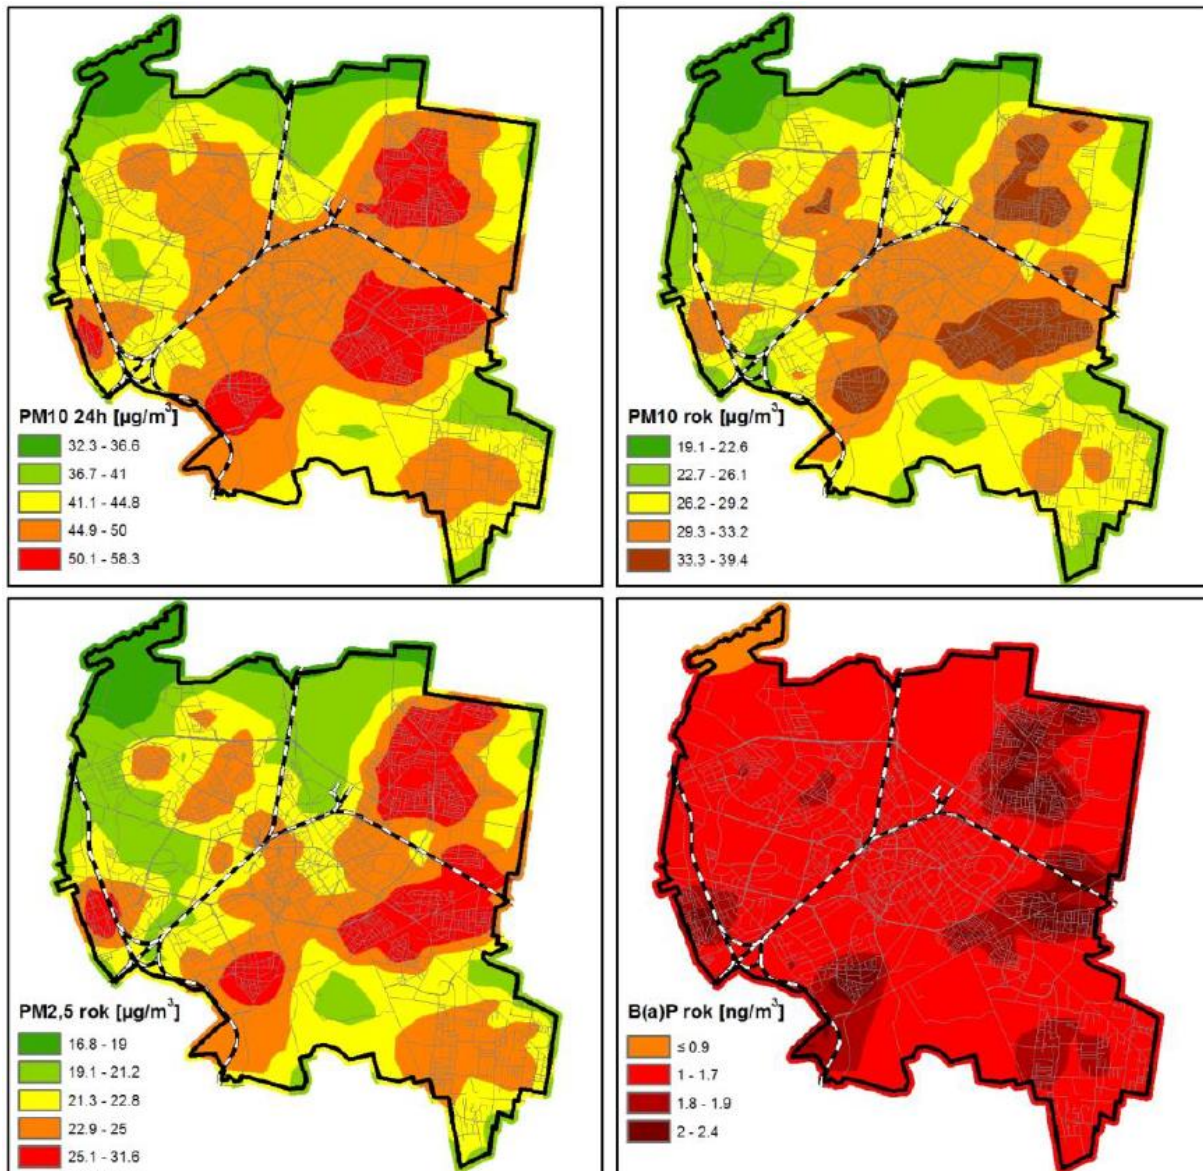 PM10 24h [µg/m³]
32.3 - 36.6
36.7 - 41
41.1 - 44.8
44.9 - 50
50.1 - 58.3
PM10 rok [µg/m³]
19.1 - 22.6
22.7 - 26.1
26.2 - 29.2
29.3 - 33.2
33.3 - 39.4
PM2,5 rok [µg/m³]
16.8 - 19
19.1 - 21.2
21.3 - 22.8
22.9 - 25
25.1 - 31.6
B(a)P rok [ng/m³]
≤ 0.9
1 - 1.7
1.8 - 1.9
2 - 2.4